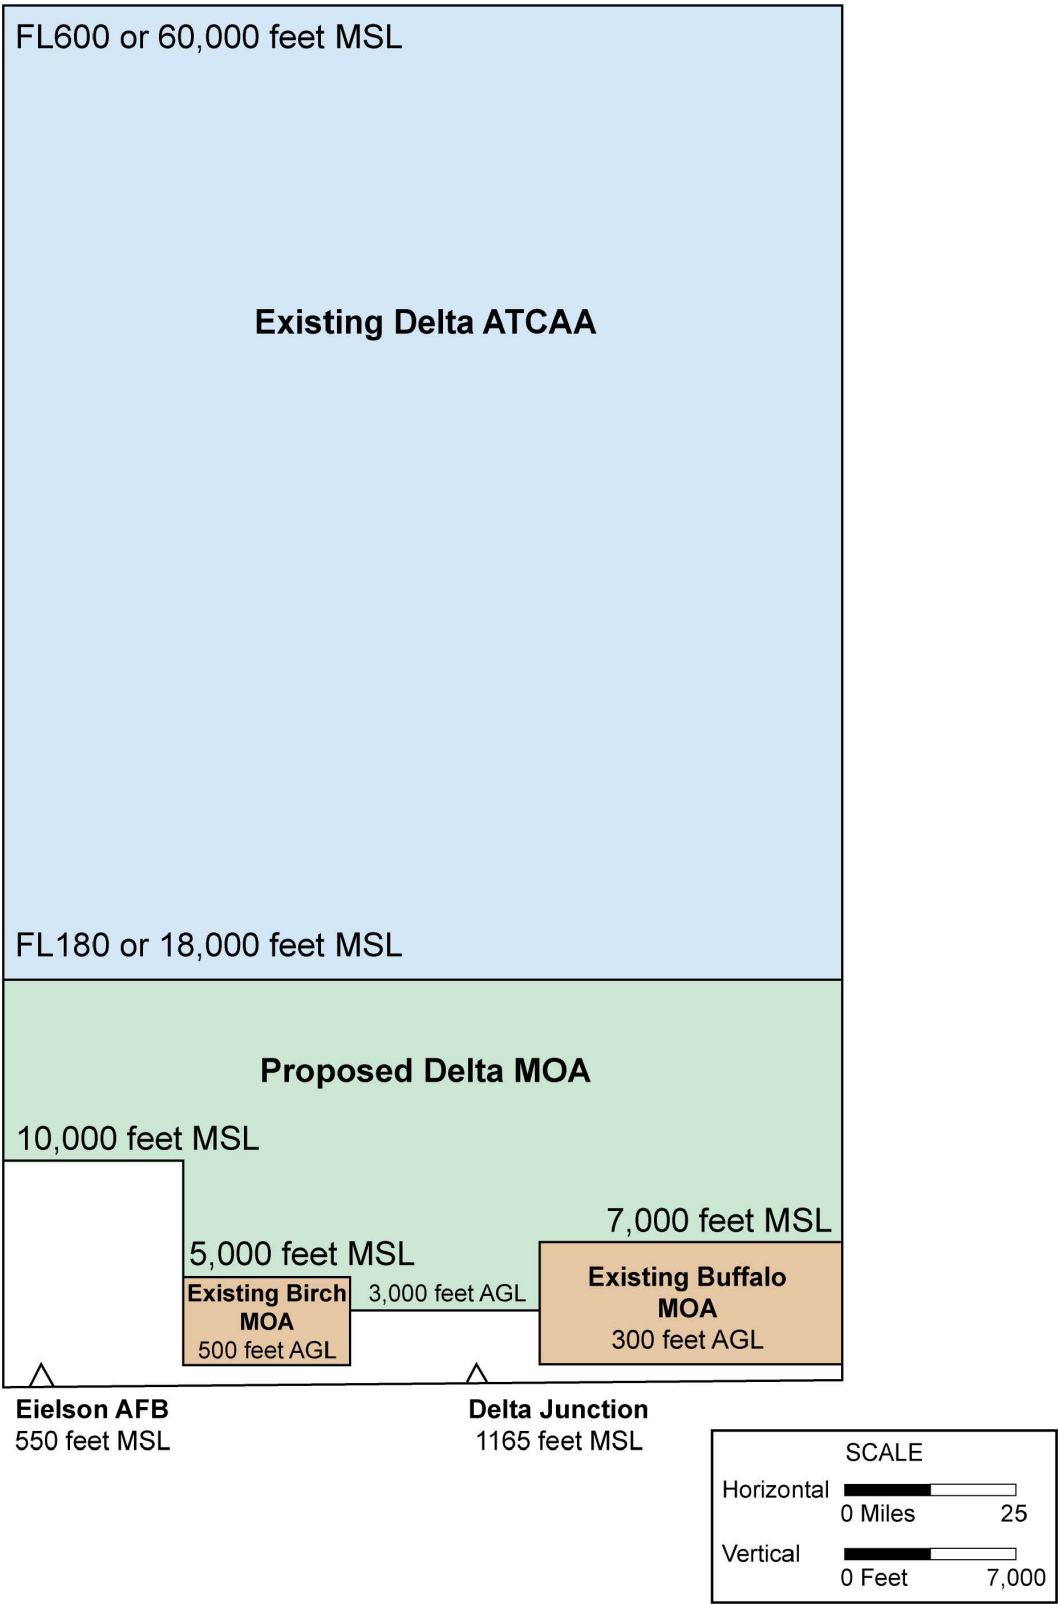 FL600 or 60,000 feet MSL
Existing Delta ATCAA
FL180 or 18,000 feet MSL
Proposed Delta MOA
10,000 feet MSL
7,000 feet MSL
5,000 feet MSL
Existing Birch
MOA
500 feet AGL
3,000 feet AGL
Existing Buffalo
MOA
300 feet AGL
Eielson AFB
550 feet MSL
Delta Junction
1165 feet MSL
SCALE
Horizontal
0 Miles 25
Vertical
0 Feet 7,000